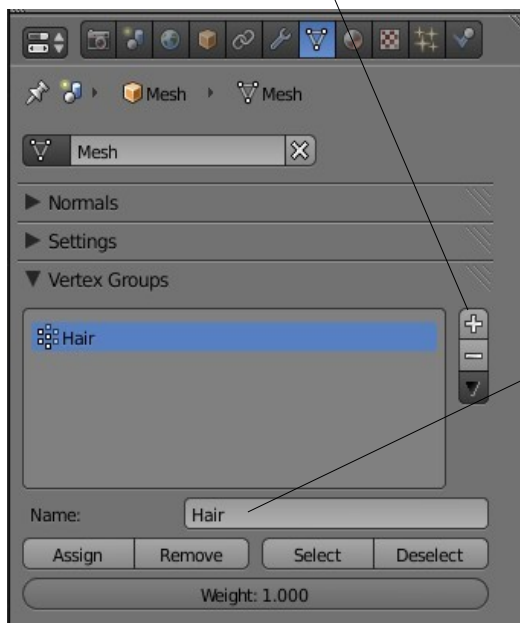 Mesh Mesh
Mesh
Normals
Settings
Vertex Groups
Hair
Name: Hair
Assign Remove Select Deselect
Weight: 1.000